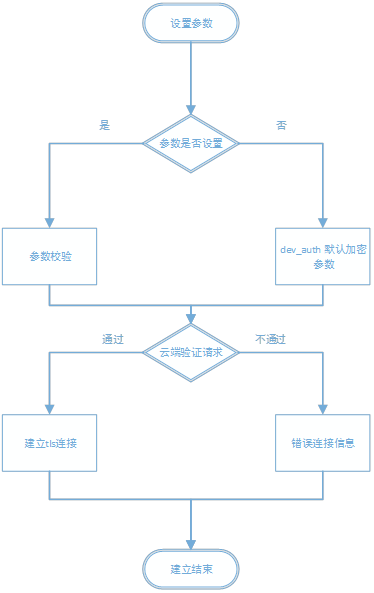 设置参数
是
否
参数是否设置
参数校验
dev_auth 默认加密
参数
通过
不通过
云端验证请求
建立tls连接
错误连接信息
建立结束